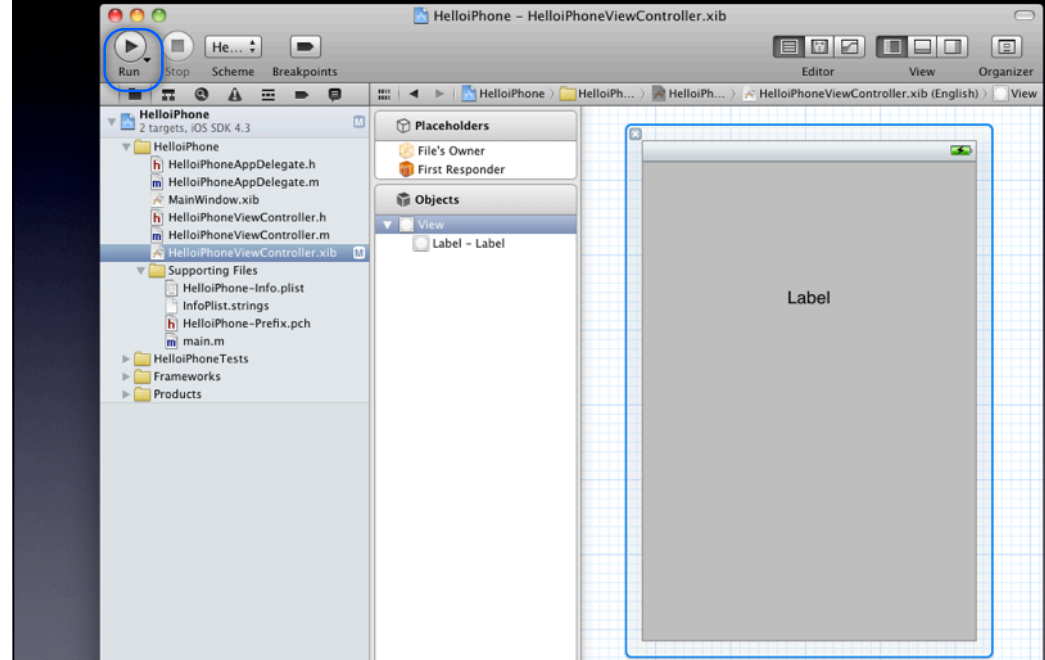 HelloiPhone – HelloiPhoneViewController.xib
He...
Run Stop Scheme Breakpoints Editor View Organizer
HelloiPhone HelloiPh... HelloiPh... HelloiPhoneViewController.xib (English) View
HelloiPhone
2 targets, iOS SDK 4.3 M
HelloiPhone
h HelloiPhoneAppDelegate.h
m HelloiPhoneAppDelegate.m
MainWindow.xib
h HelloiPhoneViewController.h
m HelloiPhoneViewController.m
HelloiPhoneViewController.xib M
Supporting Files
HelloiPhone-Info.plist
InfoPlist.strings
h HelloiPhone-Prefix.pch
m main.m
HelloiPhoneTests
Frameworks
Products
Placeholders
File's Owner
First Responder
Objects
View
Label – Label
Label